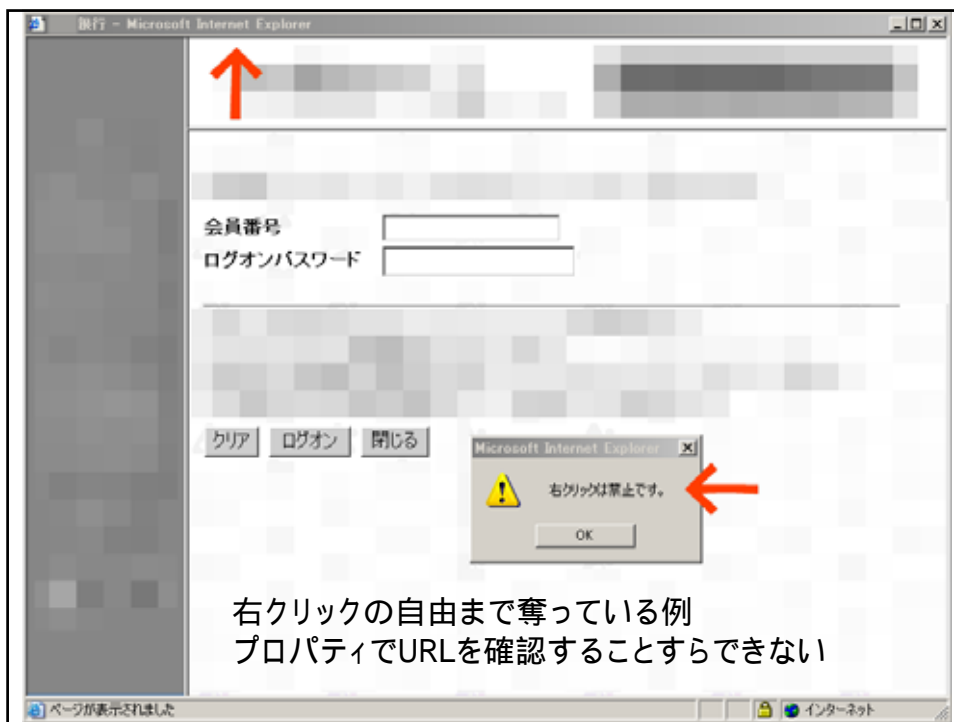 銀行 - Microsoft Internet Explorer
会員番号
ログオンパスワード
クリア ログオン 閉じる
Microsoft Internet Explorer
右クリックは禁止です。
OK
右クリックの自由まで奪っている例
プロパティでURLを確認することすらできない
ページが表示されました
インターネット